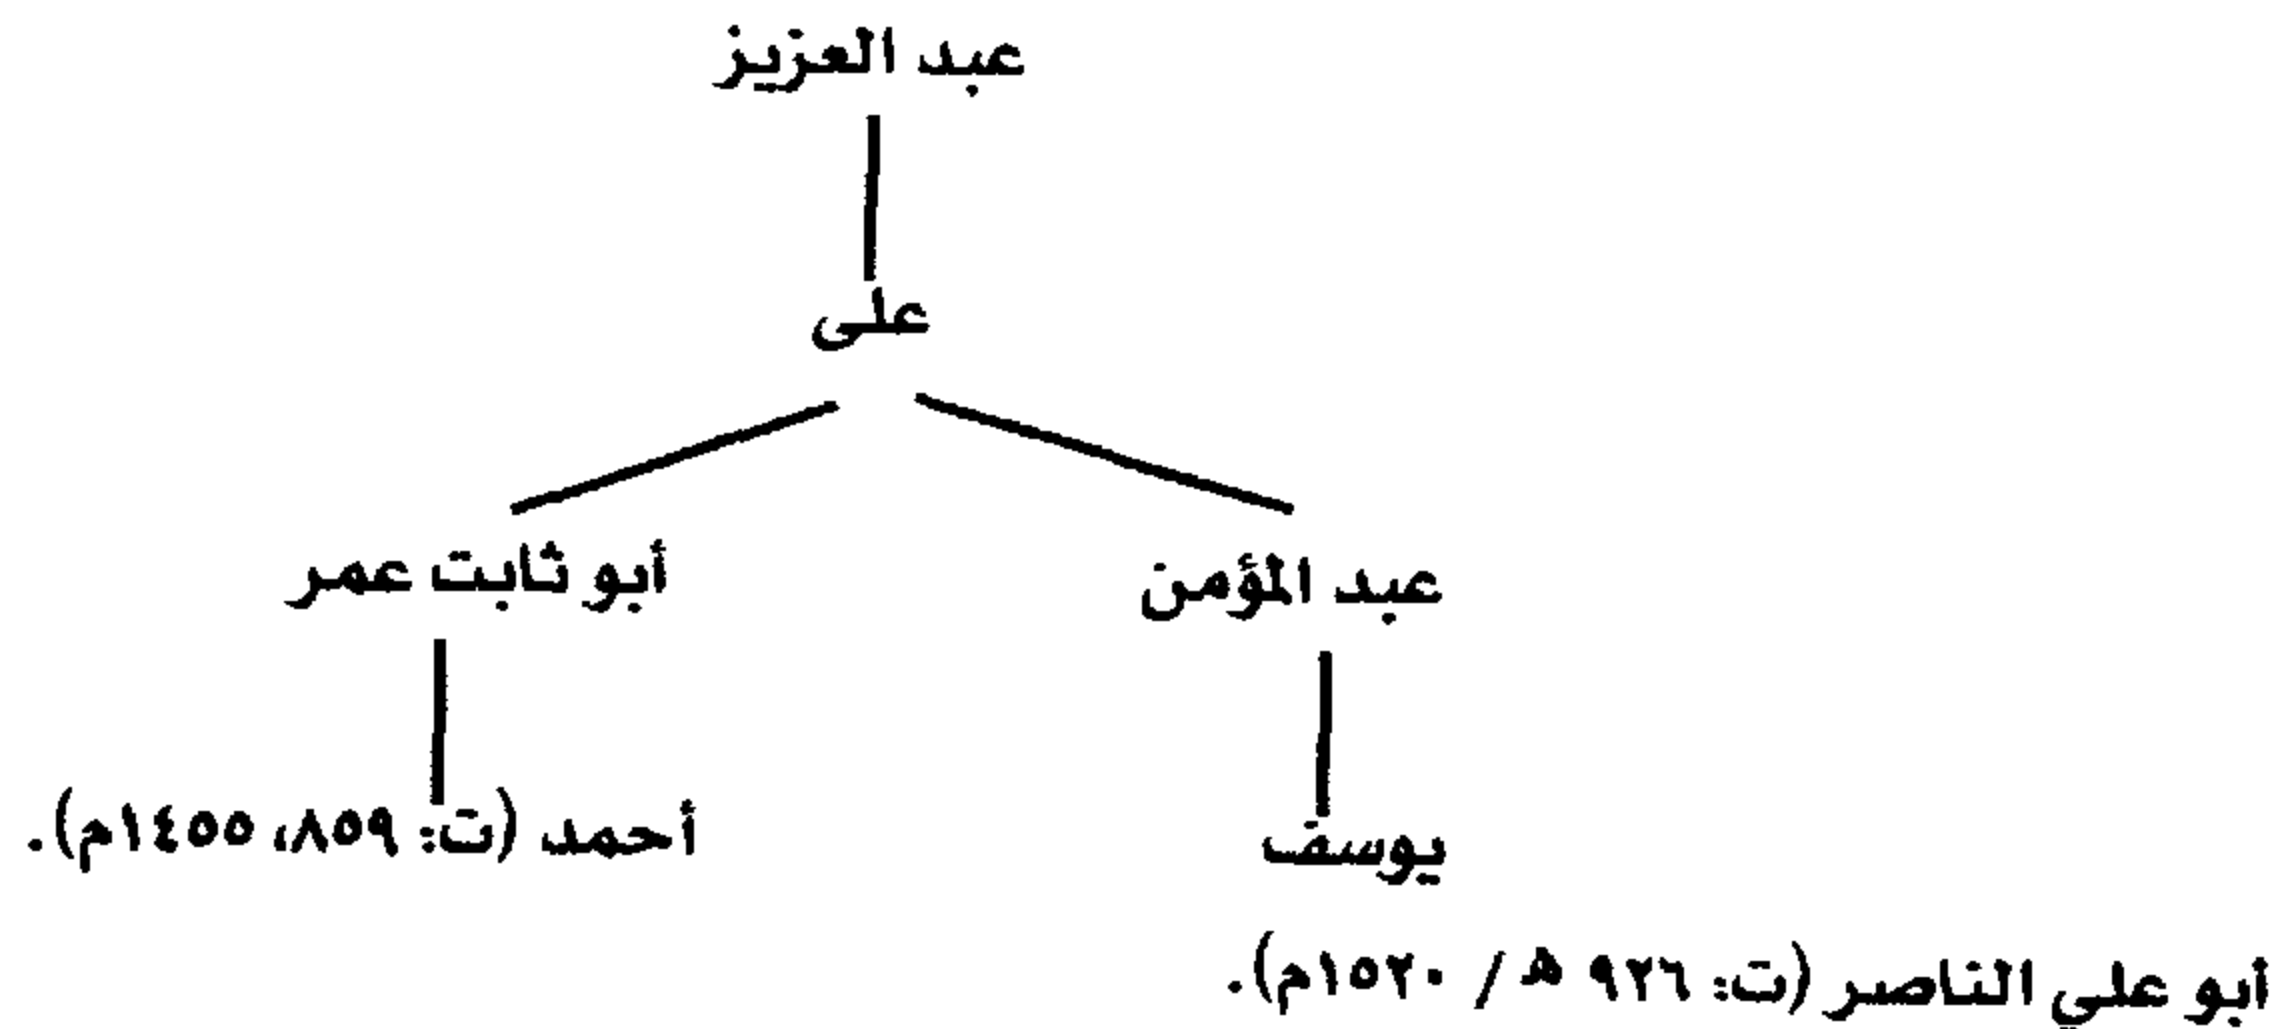 عبد العزيز
على
عبد المؤمن
أبو ثابت عمر
يوسف
أحمد (ت: ٨٥٩، ١٤٥٥م).
أبو علي الناصر (ت: ٩٢٦ هـ / ١٥٢٠م).